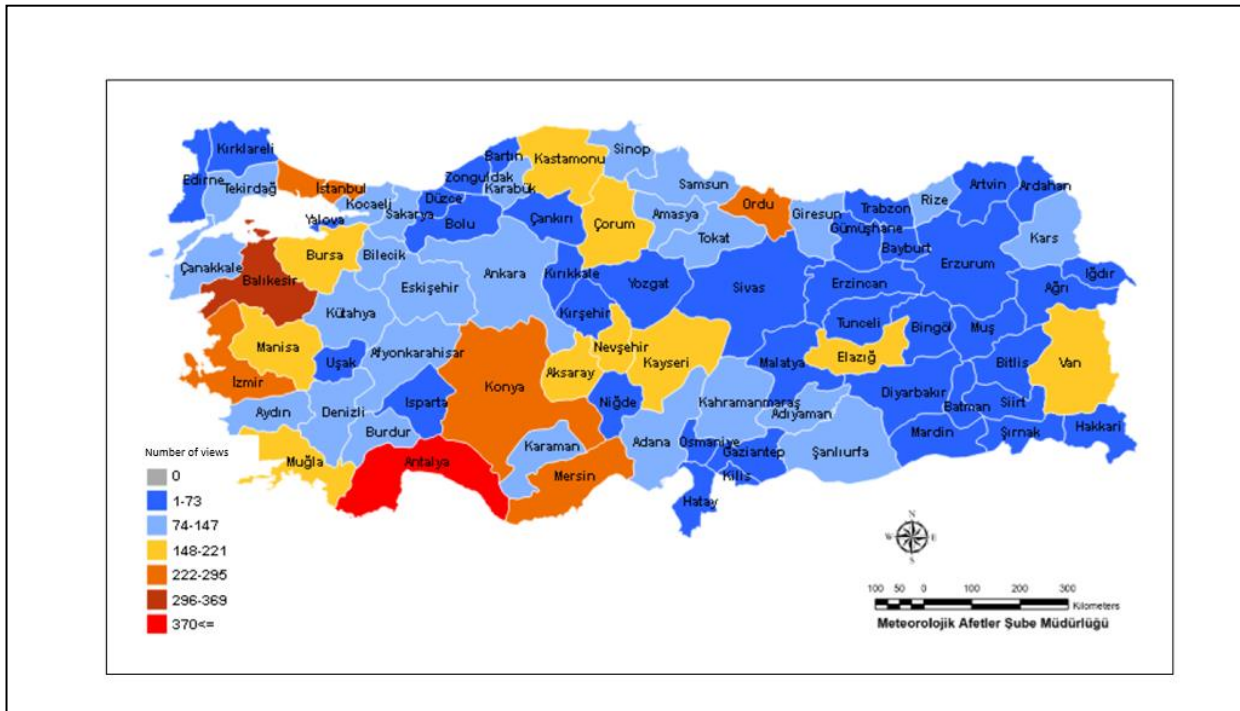 Kırklareli
Edirne
Tekirdağ
İstanbul
Kocaeli
Yalova
Sakarya
Düzce
Bolu
Zonguldak
Bartın
Karabük
Kastamonu
Sinop
Çankırı
Çorum
Samsun
Amasya
Tokat
Ordu
Giresun
Trabzon
Gümüşhane
Bayburt
Rize
Artvin
Ardahan
Kars
Iğdır
Ağrı
Erzurum
Erzincan
Çanakkale
Balıkesir
Bursa
Bilecik
Eskişehir
Kütahya
Ankara
Kırıkkale
Kırşehir
Yozgat
Sivas
Tunceli
Bingöl
Muş
Bitlis
Van
Manisa
İzmir
Uşak
Afyonkarahisar
Konya
Aksaray
Nevşehir
Kayseri
Niğde
Malatya
Elazığ
Diyarbakır
Batman
Siirt
Şırnak
Hakkari
Mardin
Aydın
Denizli
Isparta
Burdur
Muğla
Antalya
Karaman
Mersin
Adana
Kahramanmaraş
Adıyaman
Osmaniye
Gaziantep
Kilis
Hatay
Şanlıurfa
Number of views
0
1-73
74-147
148-221
222-295
296-369
370<=
N
W E
S
100 50 0 100 200 300
Kilometers
Meteorolojik Afetler Şube Müdürlüğü